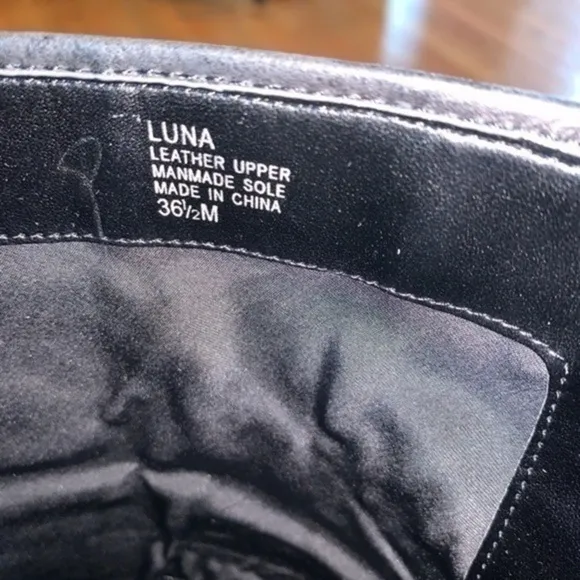 LUNA
LEATHER UPPER
MANMADE SOLE
MADE IN CHINA
36½M